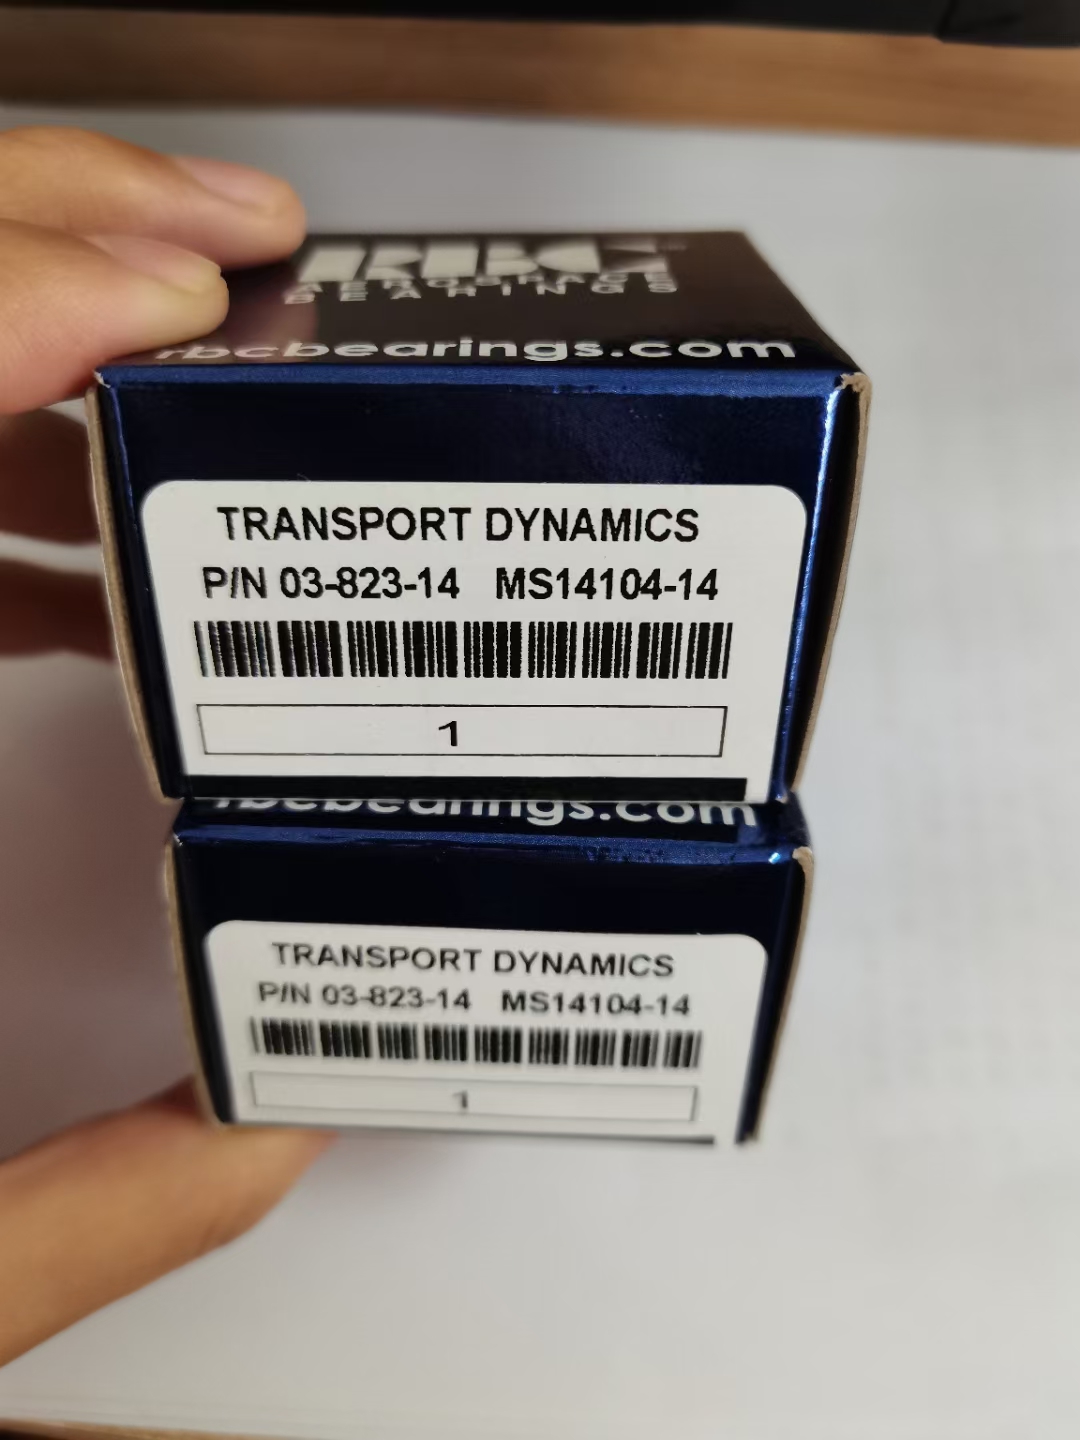 RBC
AEROSPACE
BEARINGS
rbcbearings.com
TRANSPORT DYNAMICS
P/N 03-823-14 MS14104-14
1
rbcbearings.com
TRANSPORT DYNAMICS
P/N 03-823-14 MS14104-14
1